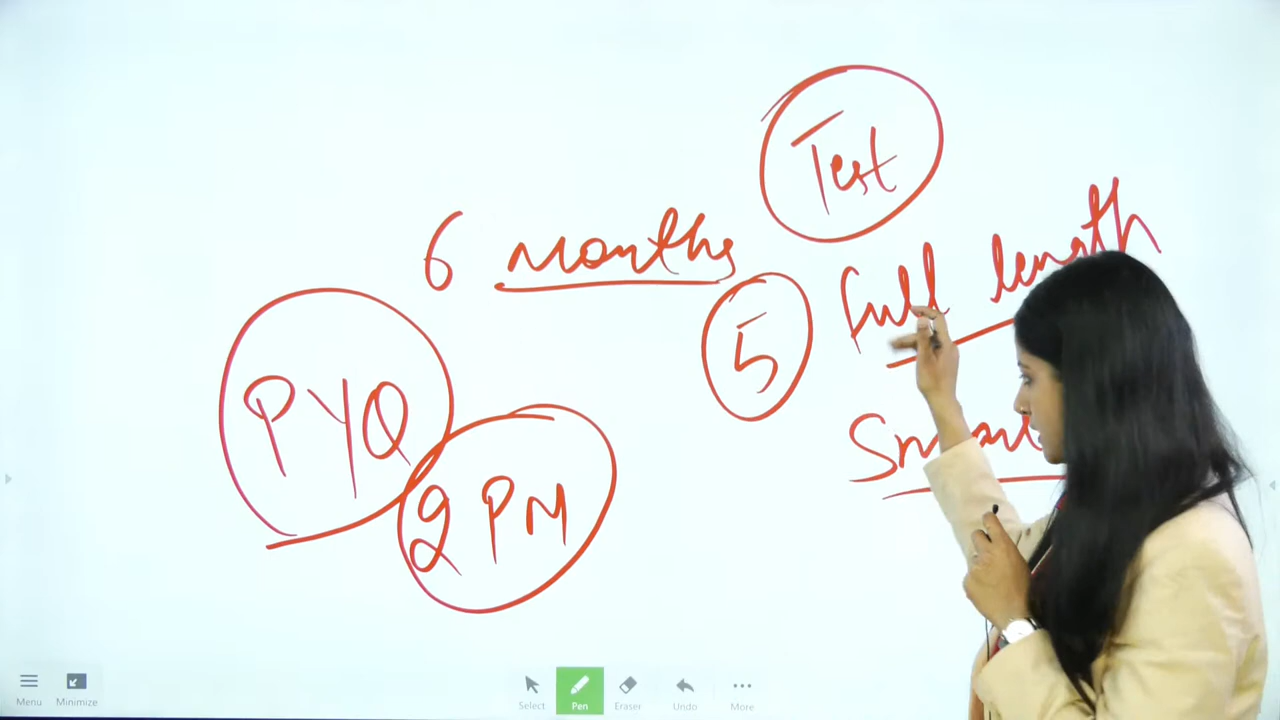 Test
6 Months
5 Full length
PYQ
2 PM
Menu
Minimize
Select
Pen
Eraser
Undo
More